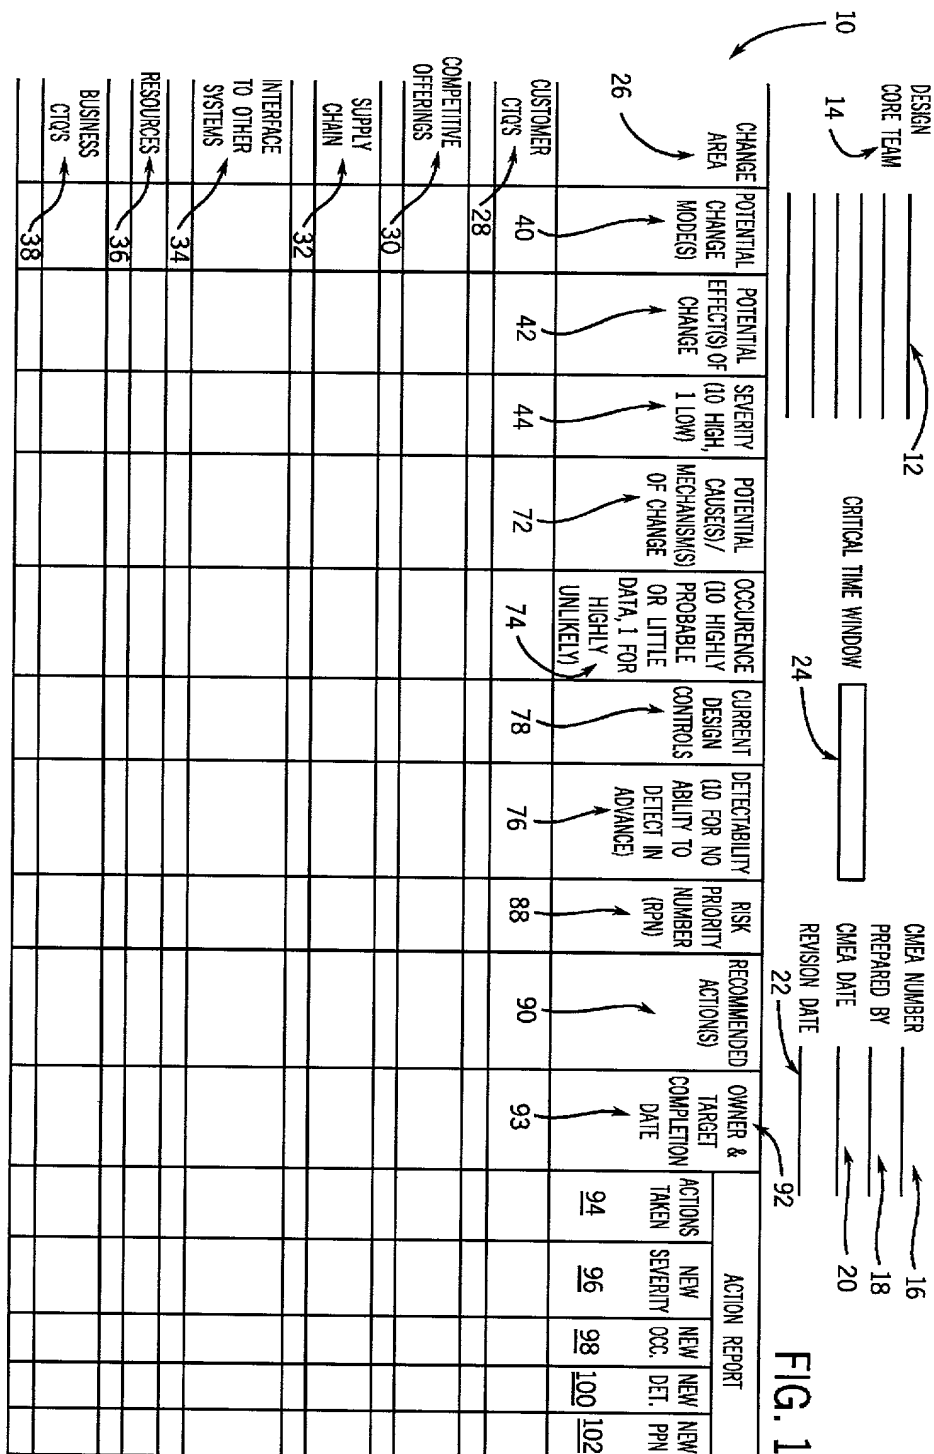 FIG. 1
10
DESIGN
CORE TEAM
14
12
CRITICAL TIME WINDOW
24
CMEA NUMBER
PREPARED BY
CMEA DATE
REVISION DATE
16
18
20
22
92
CHANGE
AREA
26
POTENTIAL
CHANGE
MODE(S)
40
POTENTIAL
EFFECT(S) OF
CHANGE
42
SEVERITY
(10 HIGH,
1 LOW)
44
POTENTIAL
CAUSE(S)/
MECHANISM(S)
OF CHANGE
72
OCCURENCE
(10 HIGHLY
PROBABLE
OR LITTLE
DATA, 1 FOR
HIGHLY
UNLIKELY)
74
CURRENT
DESIGN
CONTROLS
78
DETECTABILITY
(10 FOR NO
ABILITY TO
DETECT IN
ADVANCE)
76
RISK
PRIORITY
NUMBER
(RPN)
88
RECOMMENDED
ACTION(S)
90
OWNER &
TARGET
COMPLETION
DATE
93
ACTION REPORT
ACTIONS
TAKEN
94
NEW
SEVERITY
96
NEW
OCC.
98
NEW
DET.
100
NEW
PPN
102
CUSTOMER
CTQ'S
28
COMPETITIVE
OFFERINGS
30
SUPPLY
CHAIN
32
INTERFACE
TO OTHER
SYSTEMS
34
RESOURCES
36
BUSINESS
CTQ'S
38